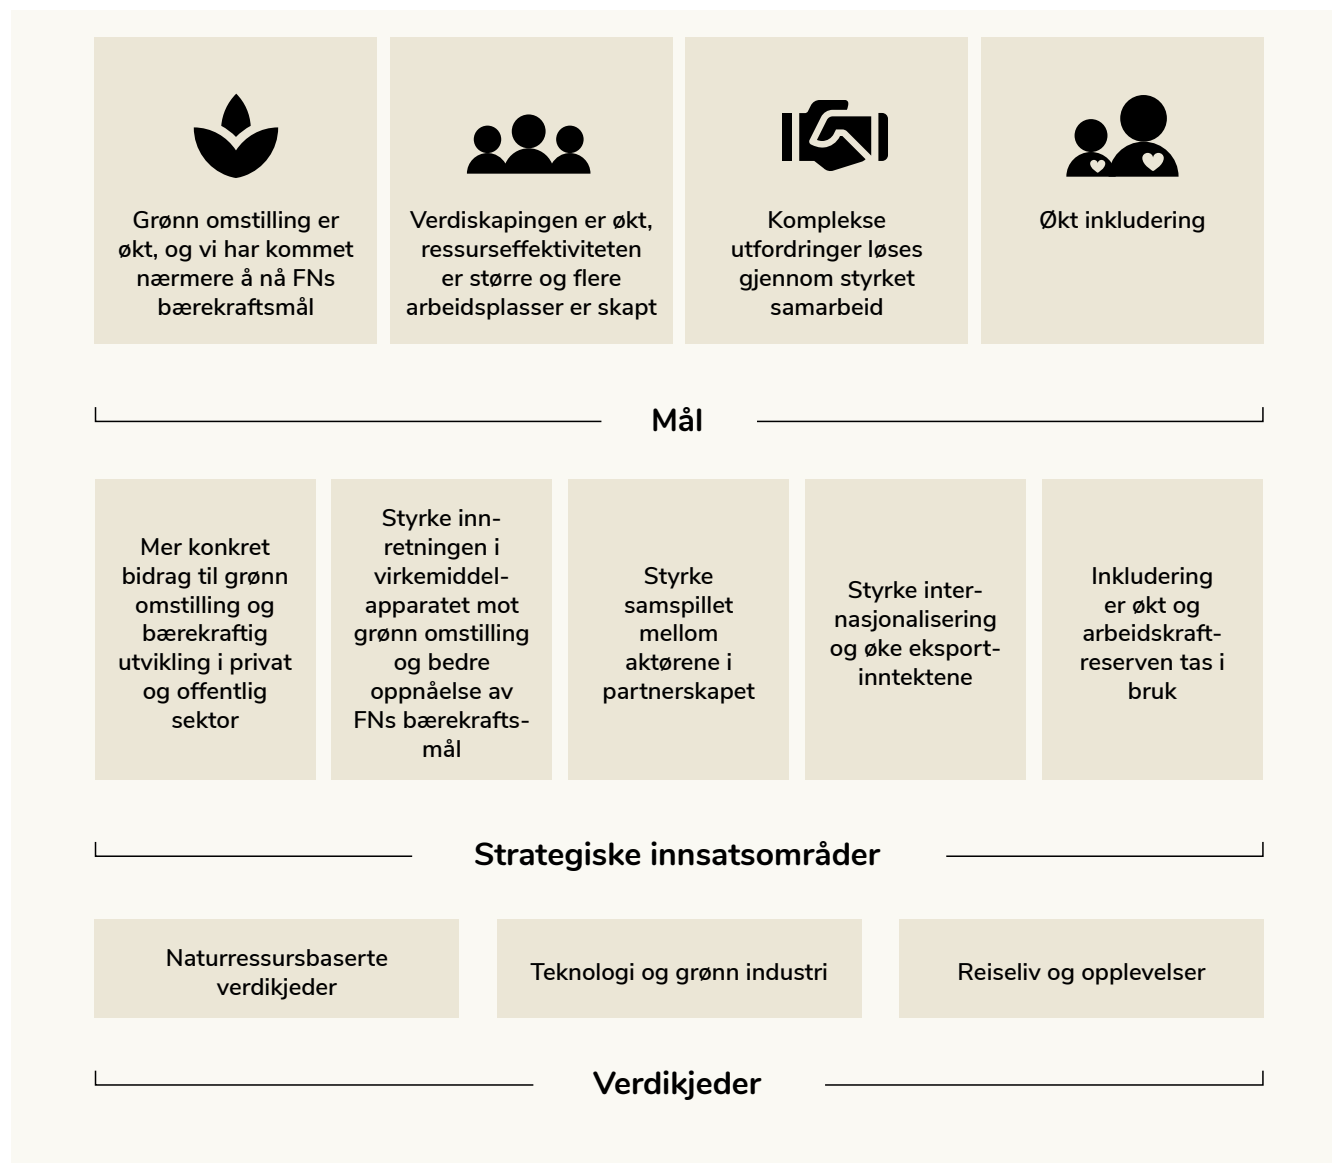 Grønn omstilling er
økt, og vi har kommet
nærmere å nå FNs
bærekraftsmål
Verdiskapingen er økt,
ressurseffektiviteten
er større og flere
arbeidsplasser er skapt
Komplekse
utfordringer løses
gjennom styrket
samarbeid
Økt inkludering
Mål
Mer konkret
bidrag til grønn
omstilling og
bærekraftig
utvikling i privat
og offentlig
sektor
Styrke inn-
retningen i
virkemiddel-
apparatet mot
grønn omstilling
og bedre
oppnåelse av
FNs bærekrafts-
mål
Styrke
samspillet
mellom
aktørene i
partnerskapet
Styrke inter-
nasjonalisering
og øke eksport-
inntektene
Inkludering
er økt og
arbeidskraft-
reserven tas i
bruk
Strategiske innsatsområder
Naturressursbaserte
verdikjeder
Teknologi og grønn industri
Reiseliv og opplevelser
Verdikjeder